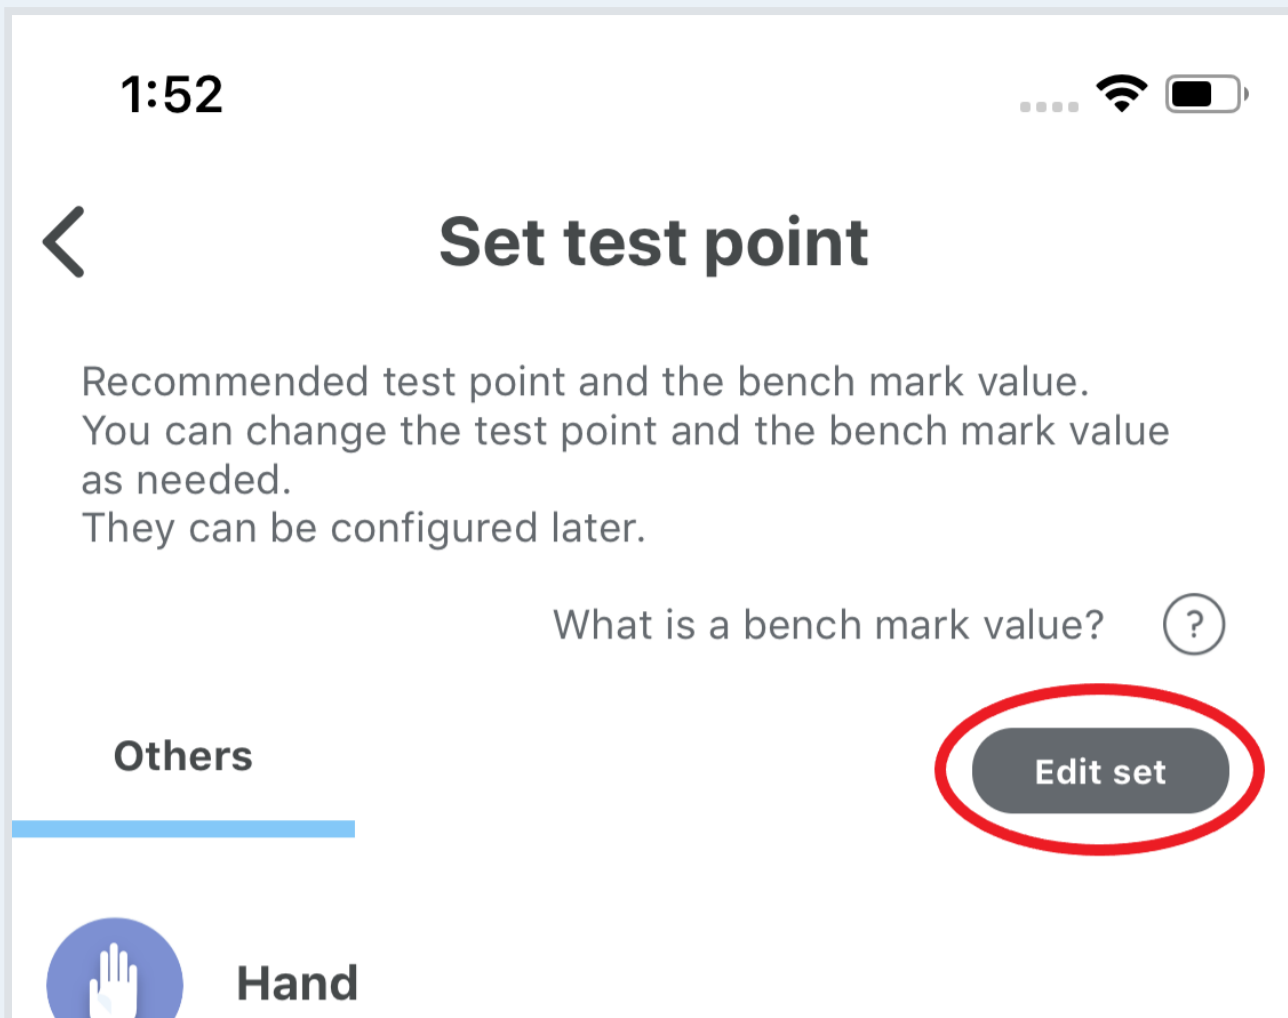 1:52
Set test point
Recommended test point and the bench mark value.
You can change the test point and the bench mark value
as needed.
They can be configured later.
What is a bench mark value? ?
Others
Edit set
Hand